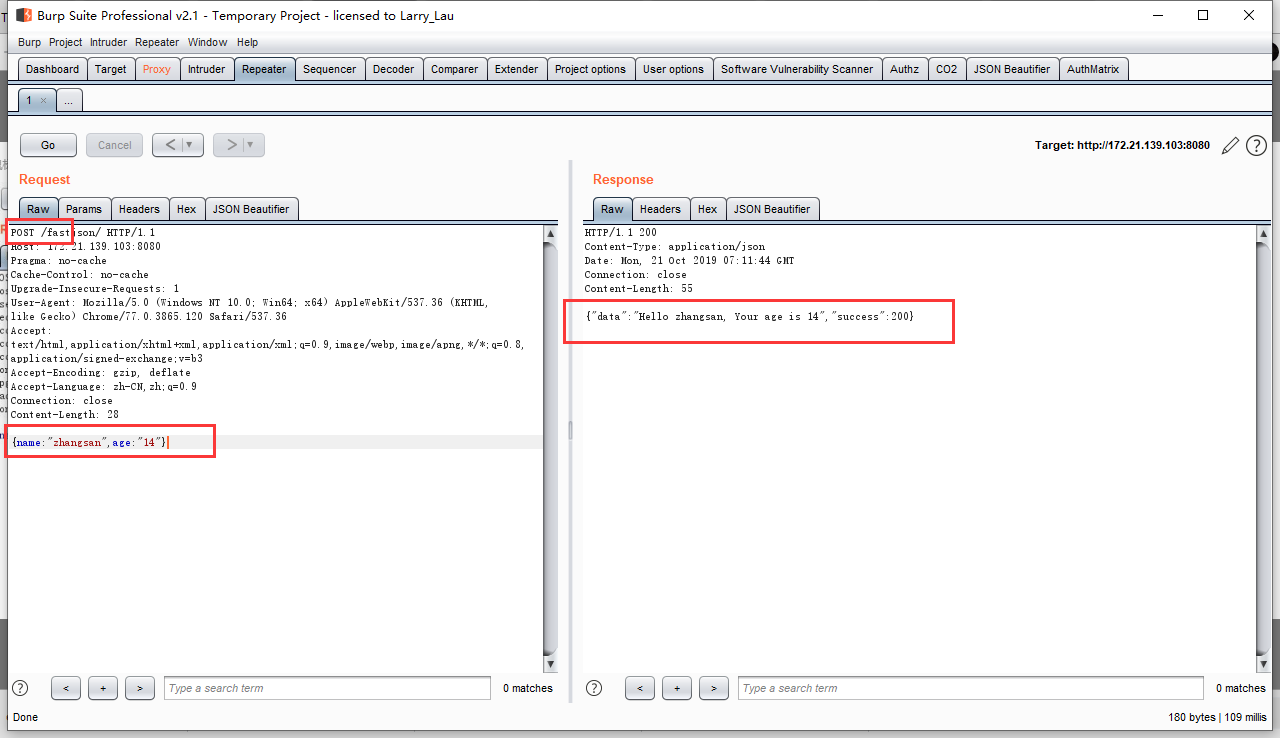 Burp Suite Professional v2.1 - Temporary Project - licensed to Larry_Lau
Burp Project Intruder Repeater Window Help
Dashboard Target Proxy Intruder Repeater Sequencer Decoder Comparer Extender Project options User options Software Vulnerability Scanner Authz CO2 JSON Beautifier AuthMatrix
1 × ...
Go Cancel < ▼ > ▼ Target: http://172.21.139.103:8080 ?
Request
Raw Params Headers Hex JSON Beautifier
POST /fastjson/ HTTP/1.1
Host: 172.21.139.103:8080
Pragma: no-cache
Cache-Control: no-cache
Upgrade-Insecure-Requests: 1
User-Agent: Mozilla/5.0 (Windows NT 10.0; Win64; x64) AppleWebKit/537.36 (KHTML,
like Gecko) Chrome/77.0.3865.120 Safari/537.36
Accept:
text/html,application/xhtml+xml,application/xml;q=0.9,image/webp,image/apng,*/*;q=0.8,
application/signed-exchange;v=b3
Accept-Encoding: gzip, deflate
Accept-Language: zh-CN,zh;q=0.9
Connection: close
Content-Length: 28
{name:"zhangsan",age:"14"}
? < + > Type a search term 0 matches
Response
Raw Headers Hex JSON Beautifier
HTTP/1.1 200
Content-Type: application/json
Date: Mon, 21 Oct 2019 07:11:44 GMT
Connection: close
Content-Length: 55
{"data":"Hello zhangsan, Your age is 14","success":200}
? < + > Type a search term 0 matches
Done 180 bytes | 109 millis